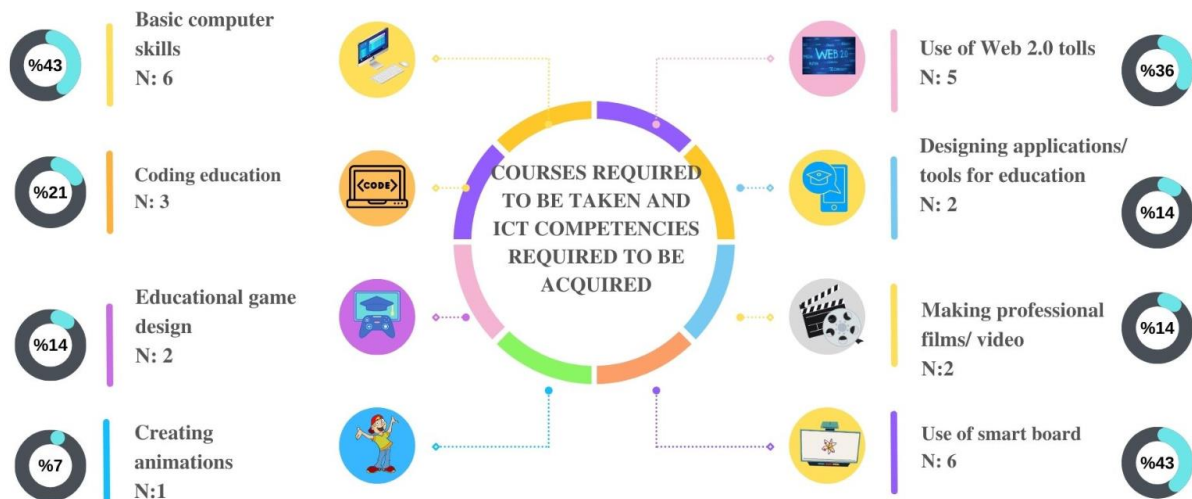 %43
Basic computer
skills
N: 6
%21
Coding education
N: 3
<CODE>
%14
Educational game
design
N: 2
%7
Creating
animations
N:1
COURSES REQUIRED
TO BE TAKEN AND
ICT COMPETENCIES
REQUIRED TO BE
ACQUIRED
WEB 2.0
Use of Web 2.0 tolls
N: 5
%36
Designing applications/
tools for education
N: 2
%14
Making professional
films/ video
N:2
%14
Use of smart board
N: 6
%43